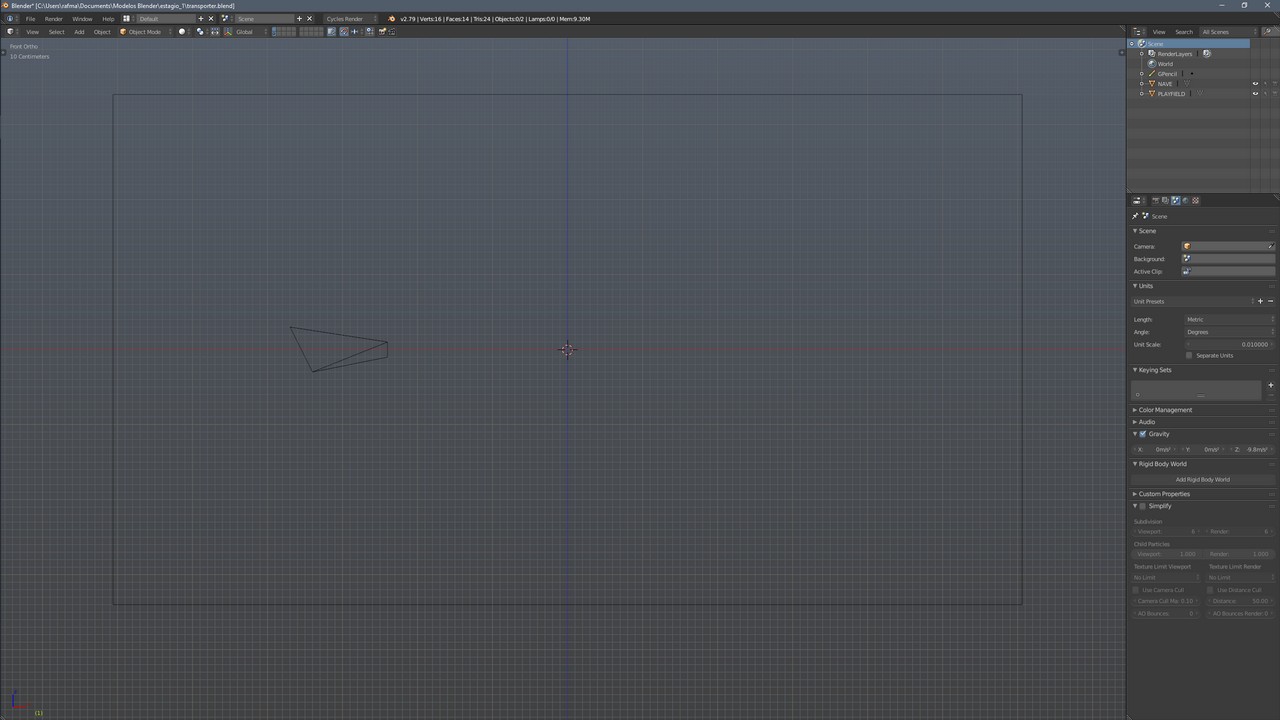 Blender* [C:\Users\rafma\Documents\Modelos Blender\estagio_1\transporter.blend]
File Render Window Help Default Scene Cycles Render v2.79 | Verts:16 | Faces:14 | Tris:24 | Objects:0/2 | Lamps:0/0 | Mem:9.30M
View Select Add Object Object Mode Global
View Search All Scenes
Front Ortho
10 Centimeters
Scene
RenderLayers
World
GPencil
NAVE
PLAYFIELD
Scene
Scene
Camera:
Background:
Active Clip:
Units
Unit Presets
Length: Metric
Angle: Degrees
Unit Scale: 0.010000
Separate Units
Keying Sets
Color Management
Audio
Gravity
X: 0m/s² Y: 0m/s² Z: -9.8m/s²
Rigid Body World
Add Rigid Body World
Custom Properties
Simplify
Subdivision
Viewport: 6 Render: 6
Child Particles
Viewport: 1.000 Render: 1.000
Texture Limit Viewport Texture Limit Render
No Limit No Limit
Use Camera Cull Use Distance Cull
Camera Cull Ma: 0.10 Distance: 50.00
AO Bounces: 0 AO Bounces Render: 0
(1)